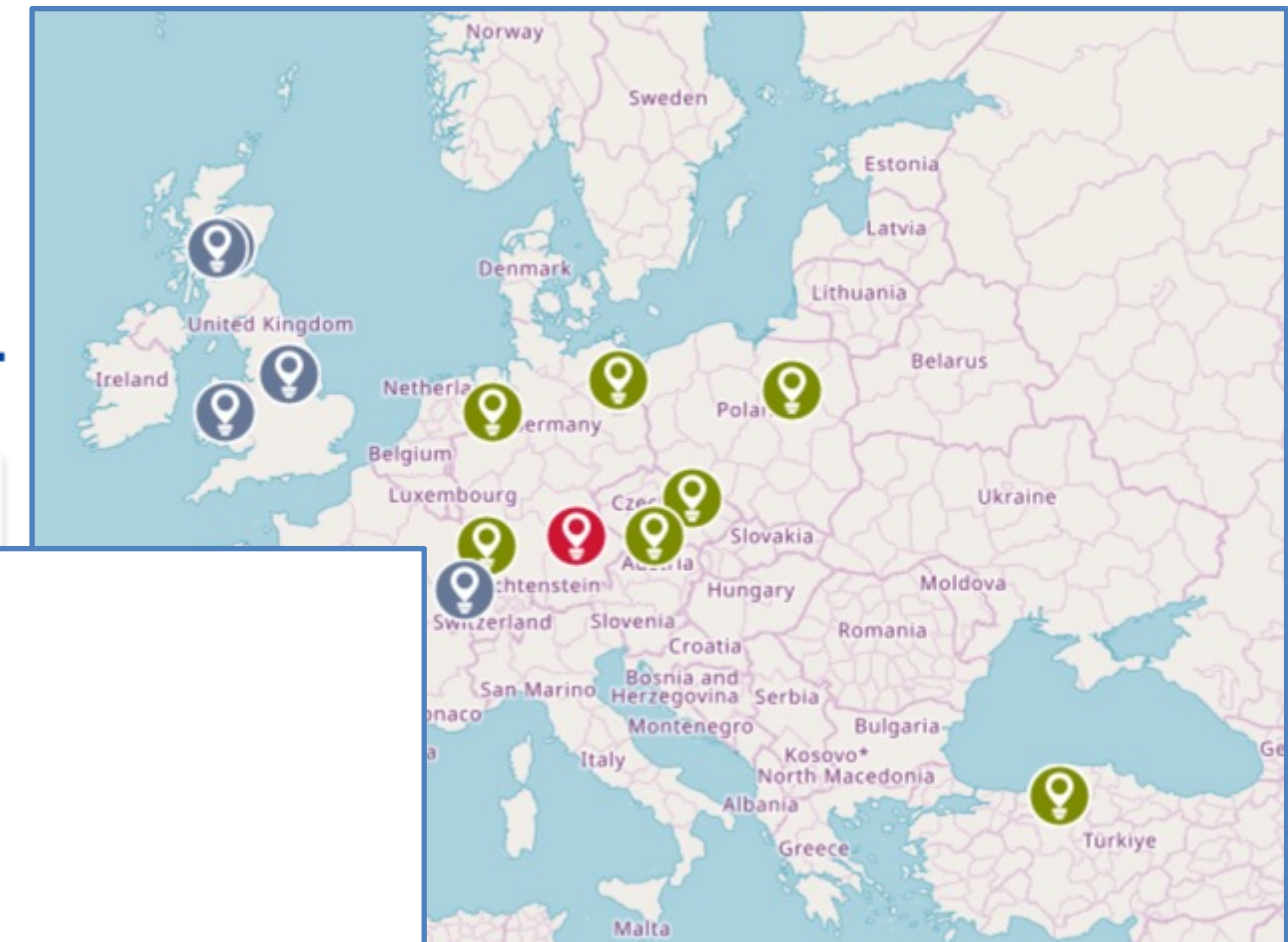 Norway
Sweden
Estonia
Latvia
Denmark
Lithuania
United Kingdom
Belarus
Ireland
Netherla
Pola
ermany
Belgium
Luxembourg
Czec
Ukraine
Slovakia
Austria
chtenstein
Hungary
Moldova
Switzerland
Slovenia
Romania
Croatia
Bosnia and
Herzegovina
San Marino
Serbia
onaco
Montenegro
Bulgaria
a
Kosovo*
Ge
Italy
North Macedonia
Albania
Türkiye
Greece
Malta